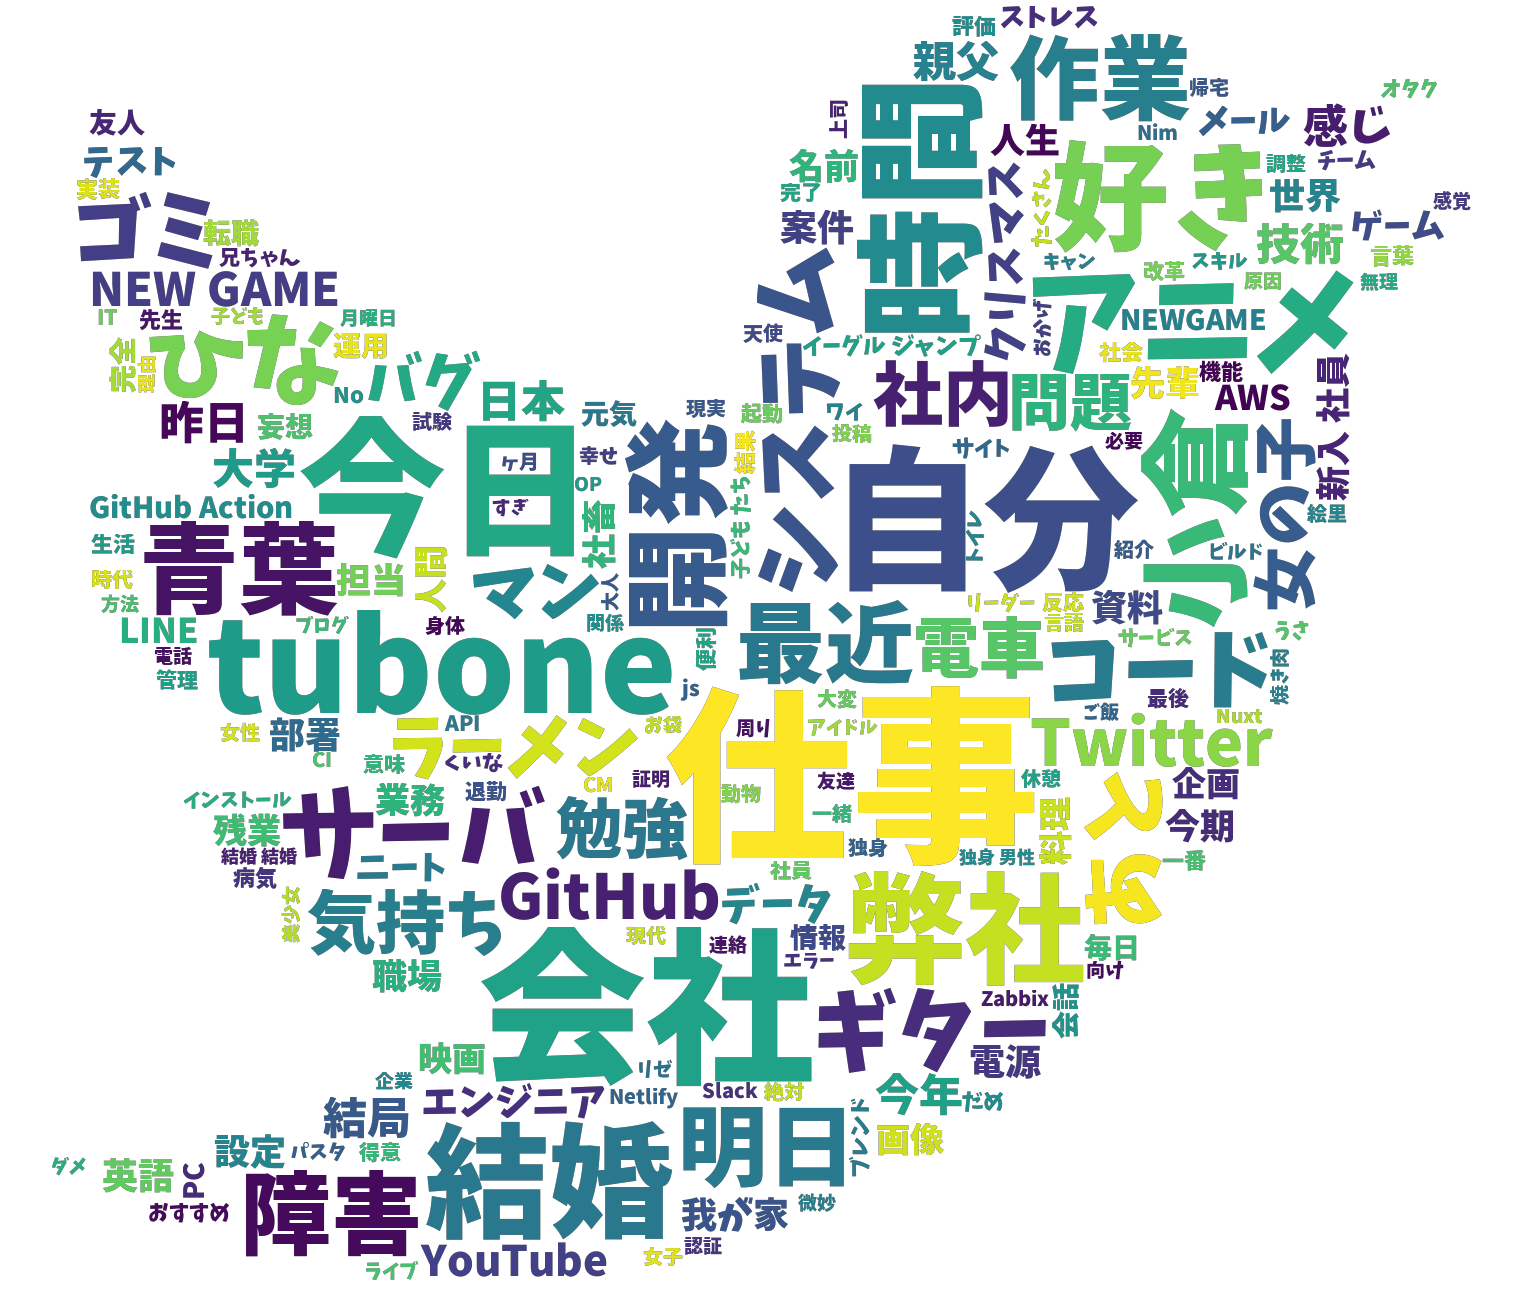 ストレス
評価
親父
作業
帰宅
オタク
上司
時間
Nim
メール
感じ
友人
テスト
実装
ゴミ
転職
兄ちゃん
NEW GAME
名前
完了
案件
人生
クリスマス
たくさん
好き
調整
チーム
世界
感覚
ゲーム
技術
言葉
キャン
改革
スキル
原因
無理
アニメ
IT
先生
子ども
月曜日
ひな
運用
完全
理由
No
バグ
日本
昨日
妄想
試験
元気
現実
システム
天使
イーグル ジャンプ
おかげ
NEWGAME
社会
先輩
機能
AWS
社員
社内
問題
起動
ワイ
投稿
必要
サイト
小倉
女の子
新入
大学
今日
ヶ月
すぎ
幸せ
OP
開発
結果
子どもたち
自分
トイレ
紹介
ビルド
絵里
GitHub Action
青葉
生活
時代
方法
担当
人間
マン
社畜
大人
関係
LINE
ブログ
身体
電話
管理
tubone
便利
js
最近
電車
リーダー 反応
言語
資料
サービス
うさ
コード
焼き肉
最後
ご飯
Nuxt
女性
部署
CI
API
ラーメン
意味
くいな
お袋
CM
証明
周り
大変
アイドル
仕事
動物
友達
一緒
Twitter
休憩
企画
今期
インストール
残業
業務
退勤
サーバ
勉強
結婚 結婚
病気
ニート
独身
独身 男性
料理
スあ
一番
社員
美少女
気持ち
GitHub
データ
弊社
毎日
向け
職場
現代
連絡
情報
エラー
会社
ギター
Zabbix
会話
電源
映画
企業
リゼ
エンジニア
Netlify
Slack
絶対
今年
だめ
結局
結婚
明日
ブレンド
画像
ダメ
英語
PC
設定
パスタ
得意
おすすめ
障害
我が家
微妙
認証
女子
YouTube
ライブ